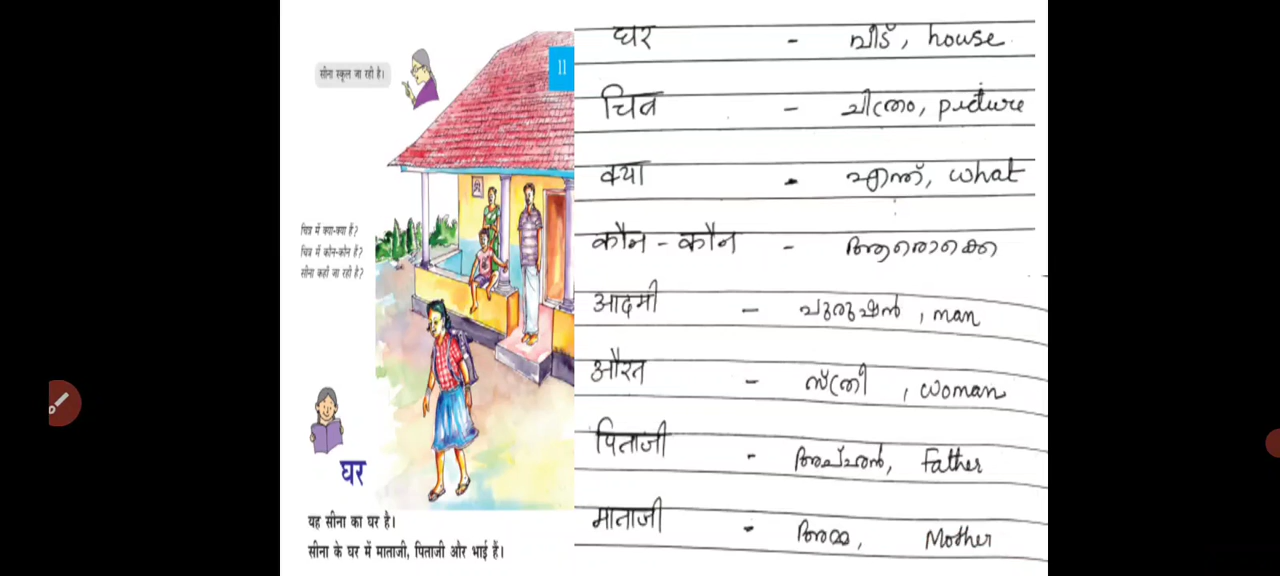 सीना स्कूल जा रही है।
11
चित्र में क्या-क्या हैं?
चित्र में कौन-कौन है?
सीना कहाँ जा रही है?
घर
यह सीना का घर है।
सीना के घर में माताजी, पिताजी और भाई हैं।
घर - വീട്, house
चित्र - ചിത്രം, picture
क्या - എന്ത്, what
कौन - कौन - ആരൊക്കെ
आदमी - പുരുഷൻ, man
औरत - സ്ത്രീ, woman
पिताजी - അച്ഛൻ, Father
माताजी - അമ്മ, Mother